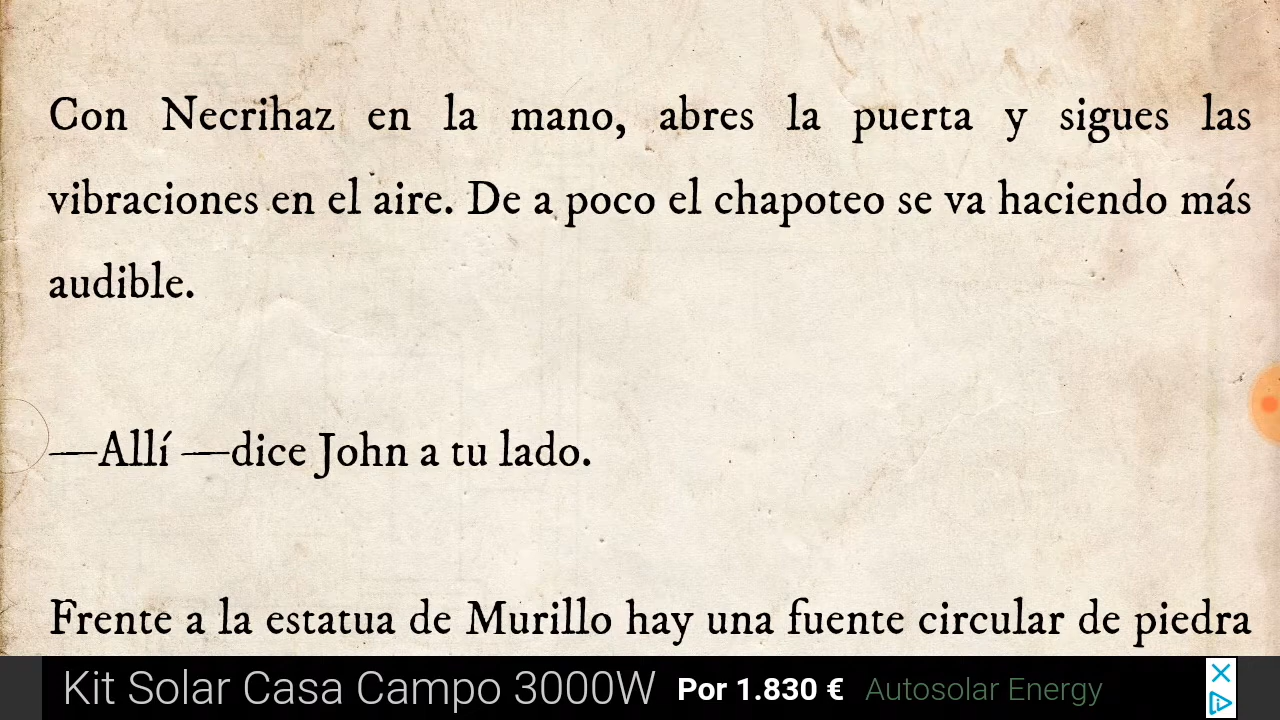 Con Necrihaz en la mano, abres la puerta y sigues las
vibraciones en el aire. De a poco el chapoteo se va haciendo más
audible.
—Allí —dice John a tu lado.
Frente a la estatua de Murillo hay una fuente circular de piedra
Kit Solar Casa Campo 3000W Por 1.830 € Autosolar Energy